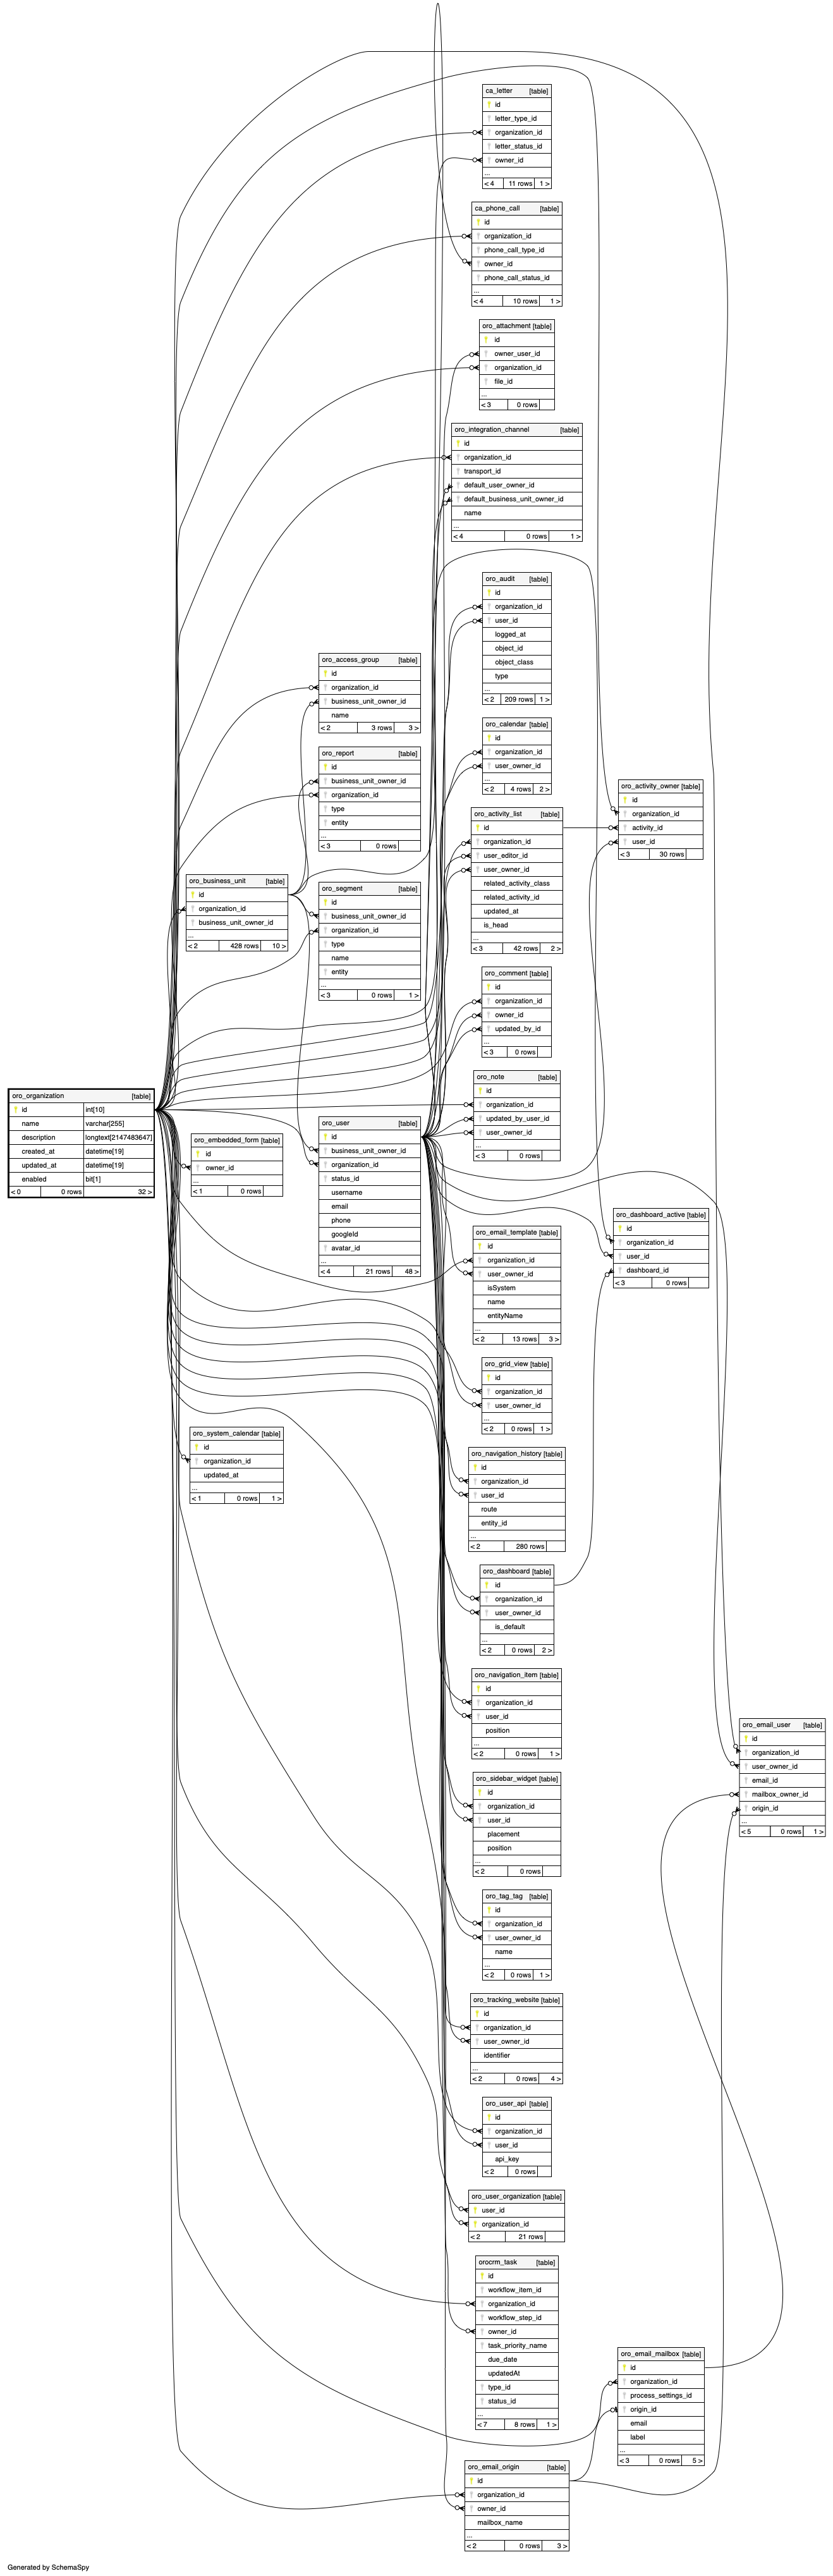 ca_letter [table]
id
letter_type_id
organization_id
letter_status_id
owner_id
...
< 4 11 rows 1 >
ca_phone_call [table]
id
organization_id
phone_call_type_id
owner_id
phone_call_status_id
...
< 4 10 rows 1 >
oro_attachment [table]
id
owner_user_id
organization_id
file_id
...
< 3 0 rows
oro_integration_channel [table]
id
organization_id
transport_id
default_user_owner_id
default_business_unit_owner_id
name
...
< 4 0 rows 1 >
oro_audit [table]
id
organization_id
user_id
logged_at
object_id
object_class
type
...
< 2 209 rows 1 >
oro_access_group [table]
id
organization_id
business_unit_owner_id
name
< 2 3 rows 3 >
oro_calendar [table]
id
organization_id
user_owner_id
...
< 2 4 rows 2 >
oro_report [table]
id
business_unit_owner_id
organization_id
type
entity
...
< 3 0 rows
oro_activity_owner [table]
id
organization_id
activity_id
user_id
< 3 30 rows
oro_activity_list [table]
id
organization_id
user_editor_id
user_owner_id
related_activity_class
related_activity_id
updated_at
is_head
...
< 3 42 rows 2 >
oro_business_unit [table]
id
organization_id
business_unit_owner_id
...
< 2 428 rows 10 >
oro_segment [table]
id
business_unit_owner_id
organization_id
type
name
entity
...
< 3 0 rows 1 >
oro_comment [table]
id
organization_id
owner_id
updated_by_id
...
< 3 0 rows
oro_note [table]
id
organization_id
updated_by_user_id
user_owner_id
...
< 3 0 rows
oro_organization [table]
id int[10]
name varchar[255]
description longtext[2147483647]
created_at datetime[19]
updated_at datetime[19]
enabled bit[1]
< 0 0 rows 32 >
oro_embedded_form [table]
id
owner_id
...
< 1 0 rows
oro_user [table]
id
business_unit_owner_id
organization_id
status_id
username
email
phone
googleId
avatar_id
...
< 4 21 rows 48 >
oro_dashboard_active [table]
id
organization_id
user_id
dashboard_id
< 3 0 rows
oro_email_template [table]
id
organization_id
user_owner_id
isSystem
name
entityName
...
< 2 13 rows 3 >
oro_grid_view [table]
id
organization_id
user_owner_id
...
< 2 0 rows 1 >
oro_system_calendar [table]
id
organization_id
updated_at
...
< 1 0 rows 1 >
oro_navigation_history [table]
id
organization_id
user_id
route
entity_id
...
< 2 280 rows
oro_dashboard [table]
id
organization_id
user_owner_id
is_default
...
< 2 0 rows 2 >
oro_navigation_item [table]
id
organization_id
user_id
position
...
< 2 0 rows 1 >
oro_email_user [table]
id
organization_id
user_owner_id
email_id
mailbox_owner_id
origin_id
...
< 5 0 rows 1 >
oro_sidebar_widget [table]
id
organization_id
user_id
placement
position
...
< 2 0 rows
oro_tag_tag [table]
id
organization_id
user_owner_id
name
...
< 2 0 rows 1 >
oro_tracking_website [table]
id
organization_id
user_owner_id
identifier
...
< 2 0 rows 4 >
oro_user_api [table]
id
organization_id
user_id
api_key
< 2 0 rows
oro_user_organization [table]
user_id
organization_id
< 2 21 rows
orocrm_task [table]
id
workflow_item_id
organization_id
workflow_step_id
owner_id
task_priority_name
due_date
updatedAt
type_id
status_id
...
< 7 8 rows 1 >
oro_email_mailbox [table]
id
organization_id
process_settings_id
origin_id
email
label
...
< 3 0 rows 5 >
oro_email_origin [table]
id
organization_id
owner_id
mailbox_name
...
< 2 0 rows 3 >
Generated by SchemaSpy